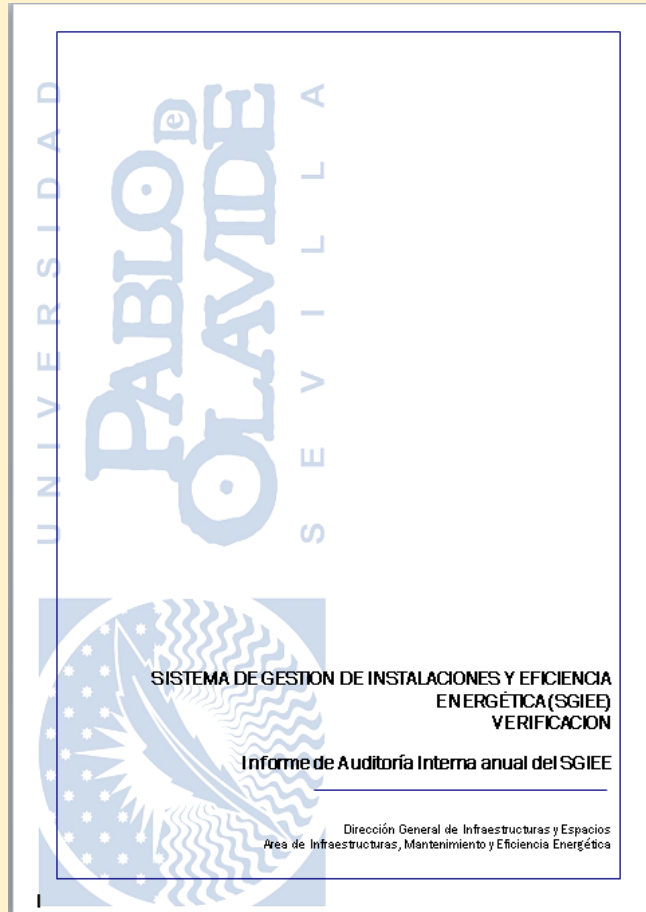 UNIVERSIDAD
PABLO DE
OLAVIDE
SEVILLA
SISTEMA DE GESTION DE INSTALACIONES Y EFICIENCIA
ENERGÉTICA (SGIEE)
VERIFICACION
Informe de Auditoría Interna anual del SGIEE
Dirección General de Infraestructuras y Espacios
Area de Infraestructuras, Mantenimiento y Eficiencia Energética